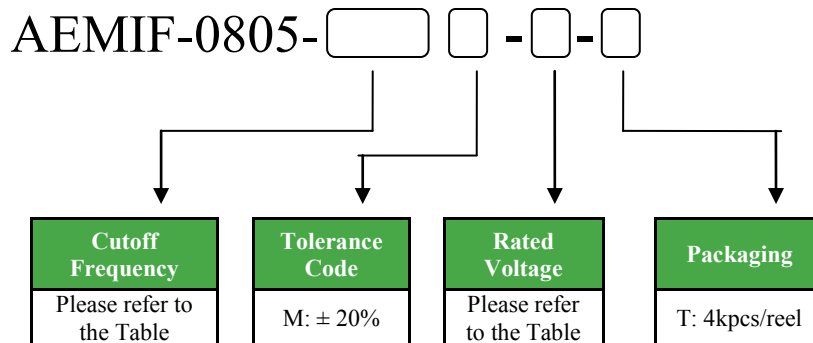 AEMIF-0805- - -
Cutoff Frequency
Please refer to the Table
Tolerance Code
M: ± 20%
Rated Voltage
Please refer to the Table
Packaging
T: 4kpcs/reel